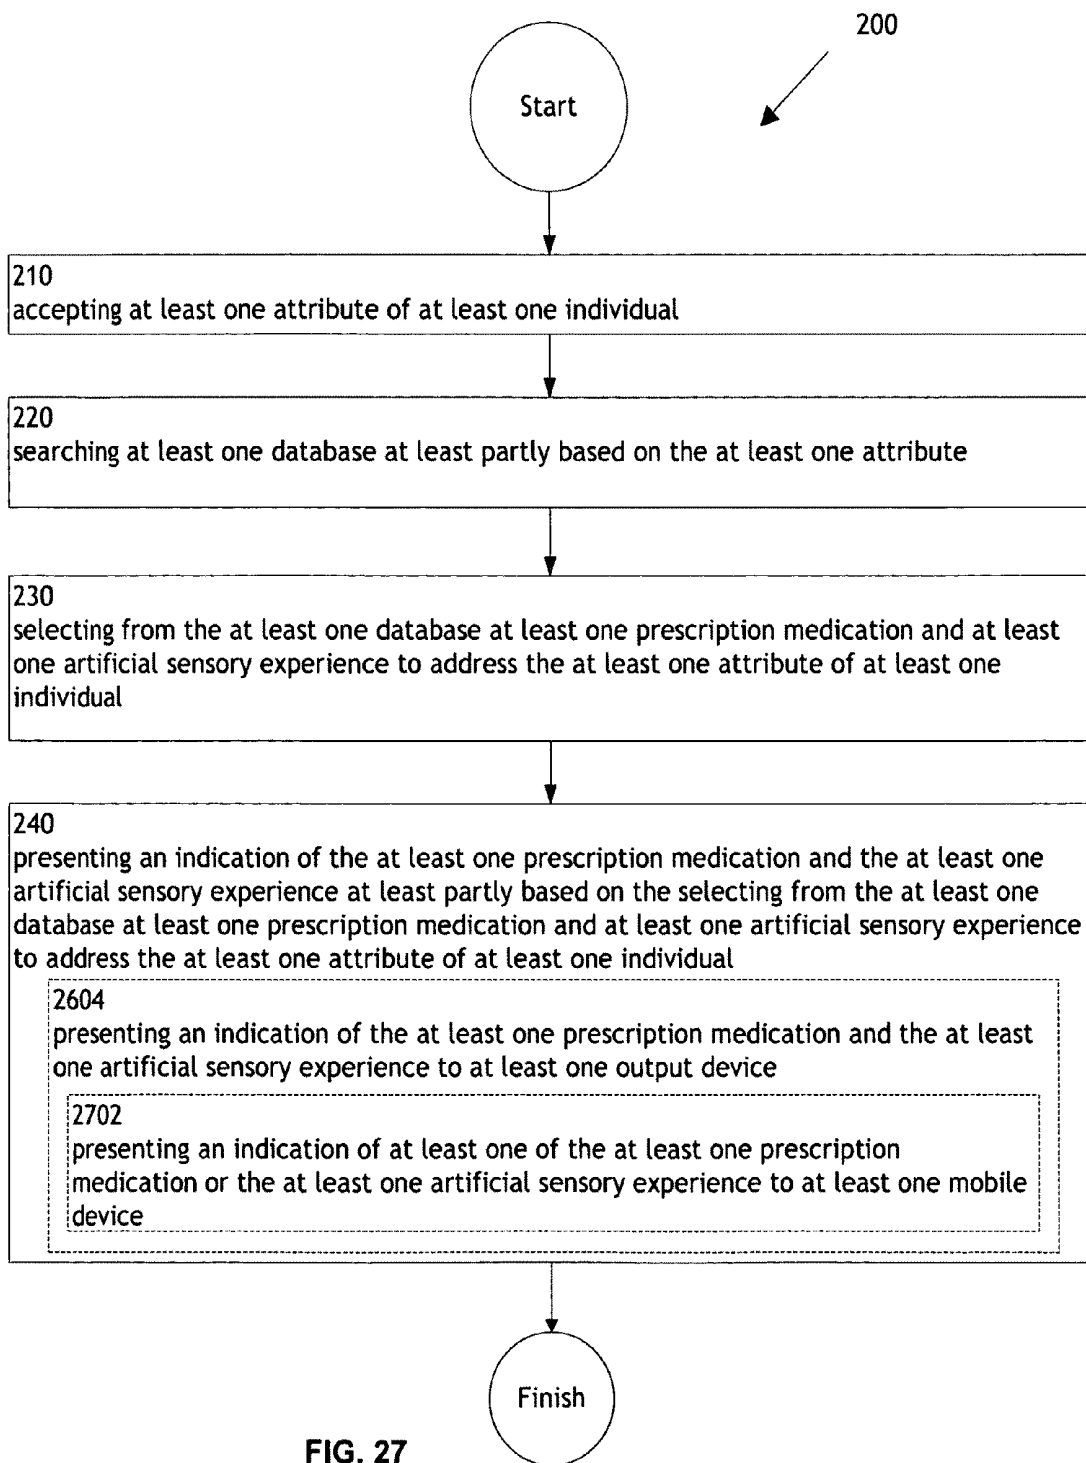 200
Start
210
accepting at least one attribute of at least one individual
220
searching at least one database at least partly based on the at least one attribute
230
selecting from the at least one database at least one prescription medication and at least
one artificial sensory experience to address the at least one attribute of at least one
individual
240
presenting an indication of the at least one prescription medication and the at least one
artificial sensory experience at least partly based on the selecting from the at least one
database at least one prescription medication and at least one artificial sensory experience
to address the at least one attribute of at least one individual
2604
presenting an indication of the at least one prescription medication and the at least
one artificial sensory experience to at least one output device
2702
presenting an indication of at least one of the at least one prescription
medication or the at least one artificial sensory experience to at least one mobile
device
Finish
FIG. 27